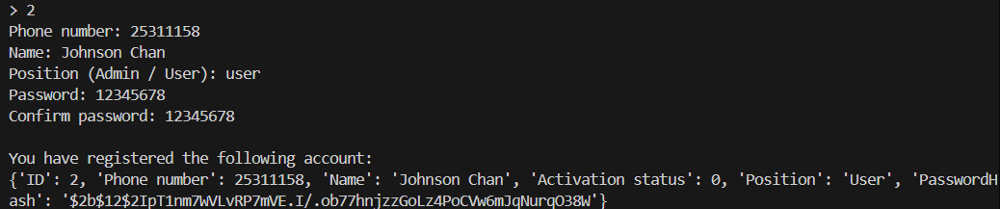 > 2
Phone number: 25311158
Name: Johnson Chan
Position (Admin / User): user
Password: 12345678
Confirm password: 12345678
You have registered the following account:
{'ID': 2, 'Phone number': 25311158, 'Name': 'Johnson Chan', 'Activation status': 0, 'Position': 'User', 'PasswordH
ash': '$2b$12$2IpT1nm7WVLvRP7mVE.I/.ob77hnjzzGoLz4PoCVw6mJqNurqO38W'}